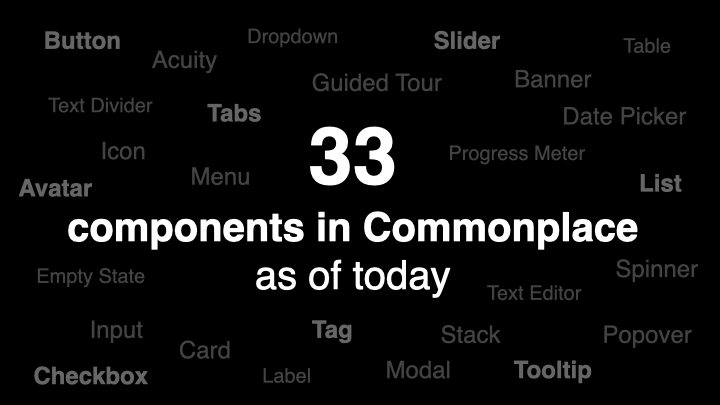 Button
Dropdown
Slider
Table
Acuity
Guided Tour
Banner
Text Divider
Tabs
Date Picker
Icon
33
Progress Meter
Avatar
Menu
List
components in Commonplace
as of today
Empty State
Spinner
Text Editor
Input
Tag
Stack
Popover
Card
Checkbox
Label
Modal
Tooltip